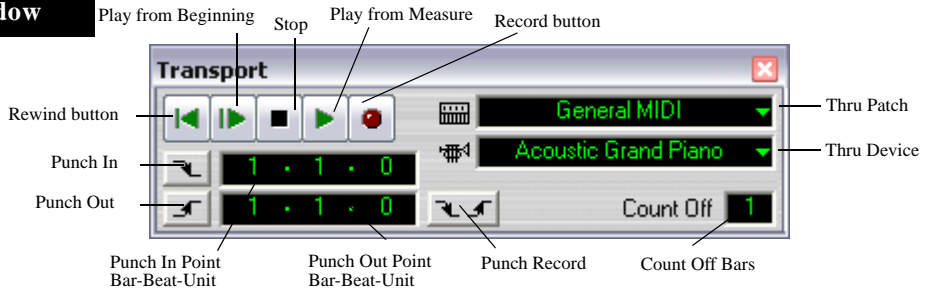 dow
Play from Beginning
Stop
Play from Measure
Record button
Transport
Rewind button
General MIDI
Thru Patch
Acoustic Grand Piano
Thru Device
Punch In
1 · 1 · 0
Punch Out
1 · 1 · 0
Count Off 1
Punch In Point
Bar-Beat-Unit
Punch Out Point
Bar-Beat-Unit
Punch Record
Count Off Bars